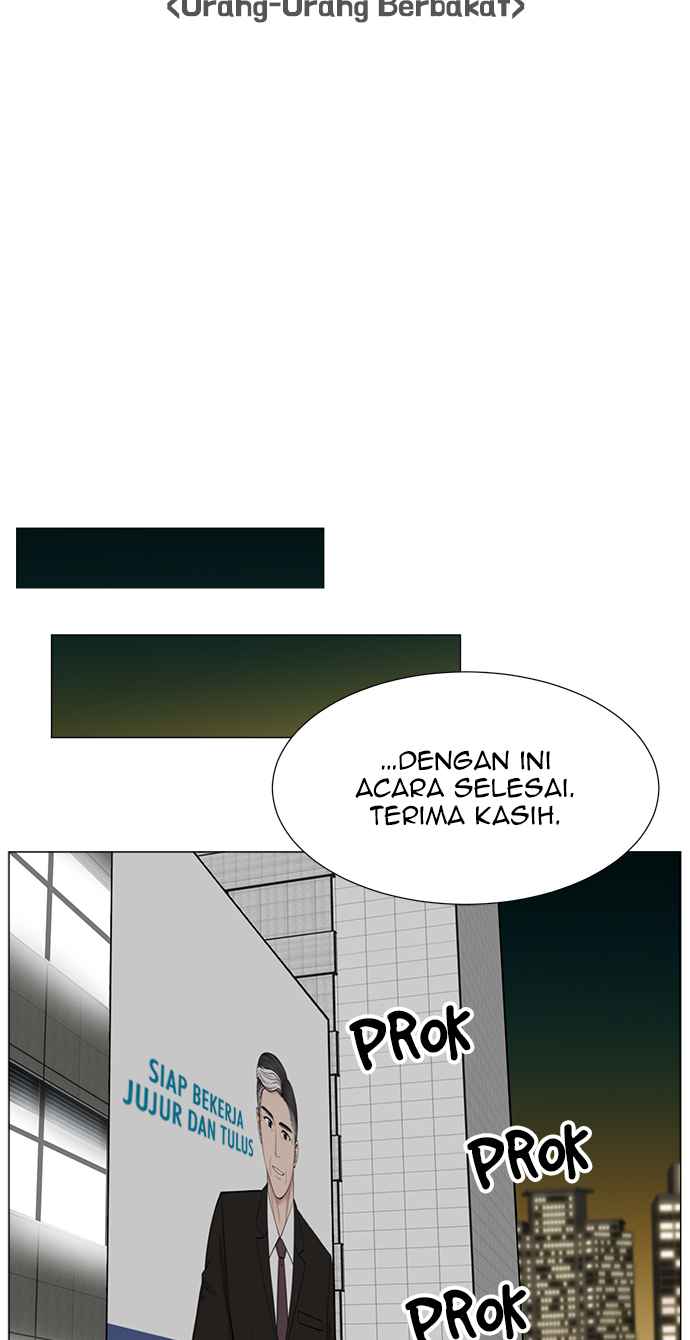 <Orang-Orang Berbakat>
...DENGAN INI
ACARA SELESAI.
TERIMA KASIH.
PROK
SIAP BEKERJA
JUJUR DAN TULUS
PROK
PROK